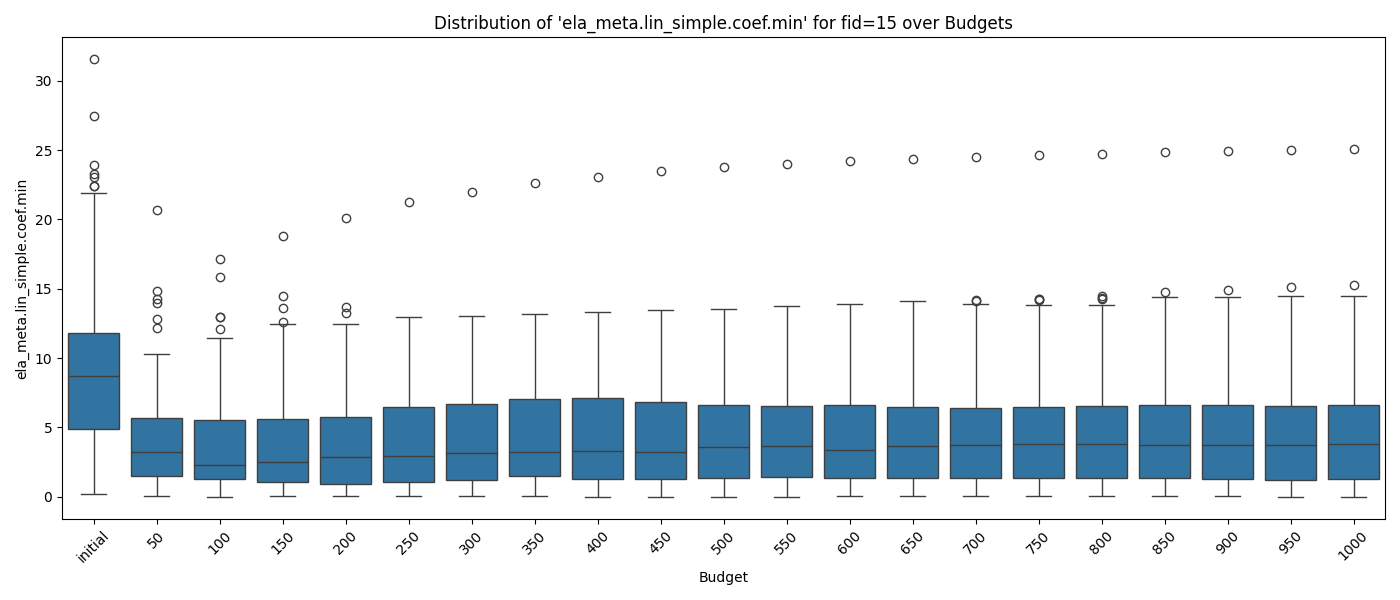 Distribution of 'ela_meta.lin_simple.coef.min' for fid=15 over Budgets
ela_meta.lin_simple.coef.min
30
25
20
15
10
5
0
initial 50 100 150 200 250 300 350 400 450 500 550 600 650 700 750 800 850 900 950 1000
Budget